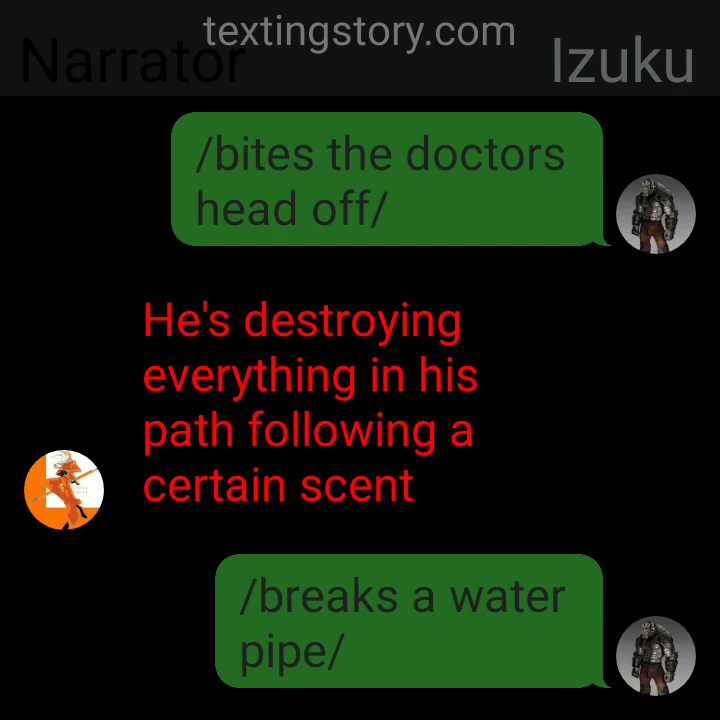 textingstory.com
Narrator
Izuku
/bites the doctors
head off/
He's destroying
everything in his
path following a
certain scent
/breaks a water
pipe/